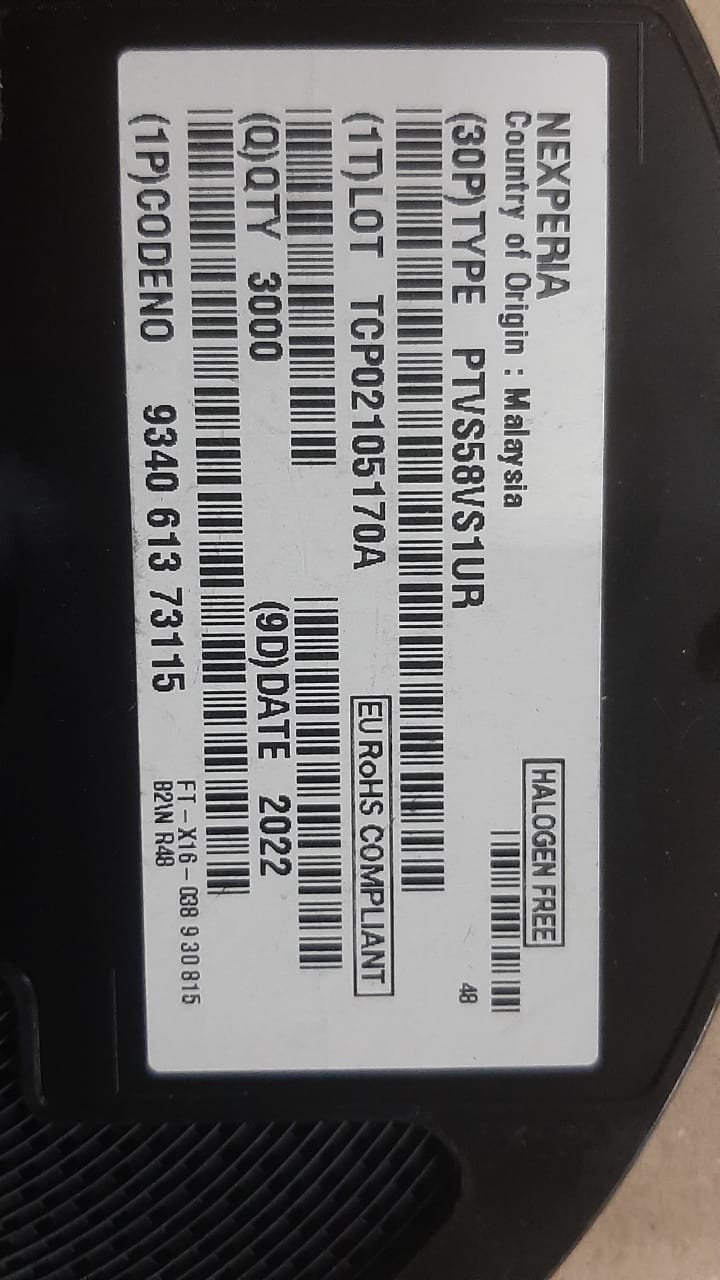 NEXPERIA
Country of Origin : Malaysia
HALOGEN FREE
(30P)TYPE PTVS58VS1UR
48
(1T)LOT TCP02105170A
EU RoHS COMPLIANT
(Q)QTY 3000
(9D)DATE 2022
(1P)CODENO 9340 613 73115
FT-X16-038 930815
R48